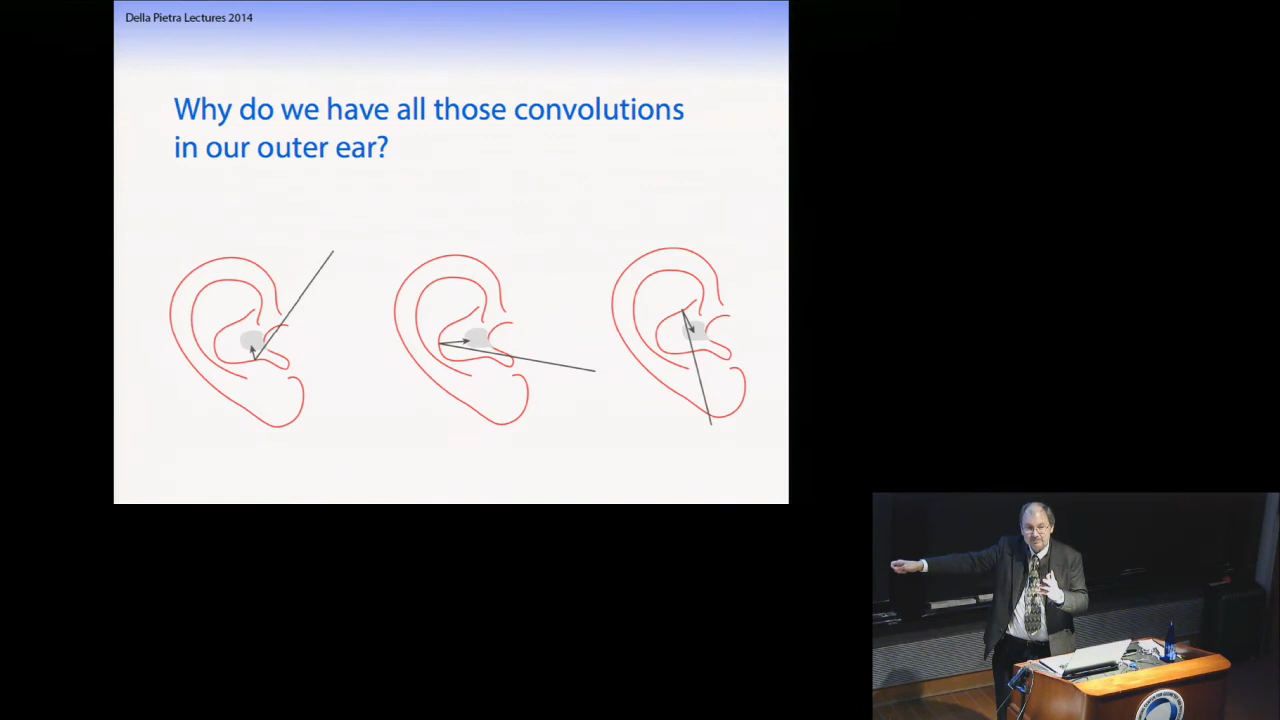 Della Pietra Lectures 2014
Why do we have all those convolutions
in our outer ear?